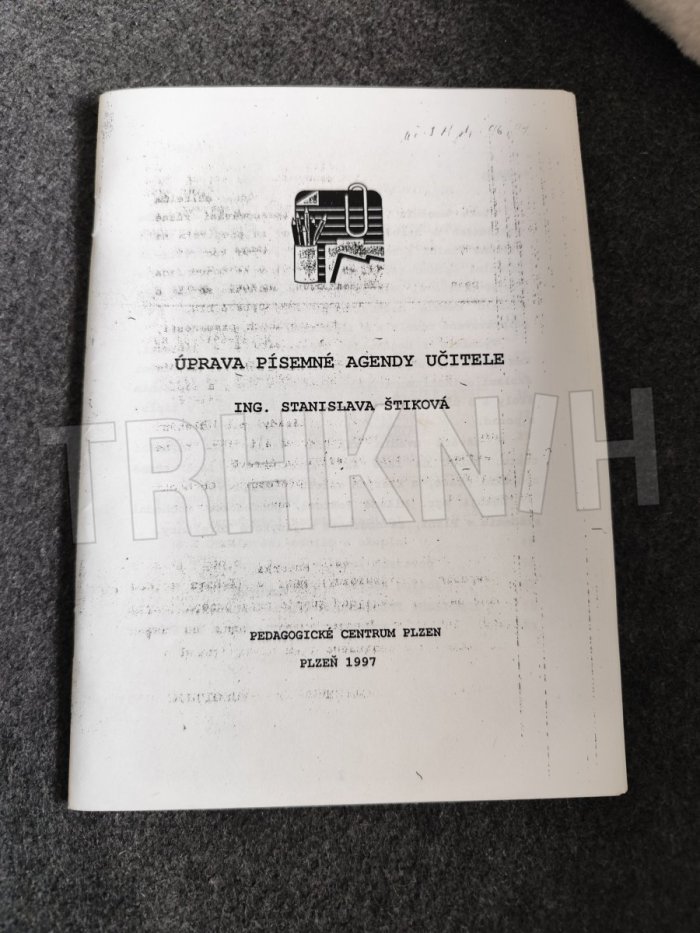 ÚPRAVA PÍSEMNÉ AGENDY UČITELE
ING. STANISLAVA ŠTIKOVÁ
TRHKNIH
PEDAGOGICKÉ CENTRUM PLZEN
PLZEŇ 1997